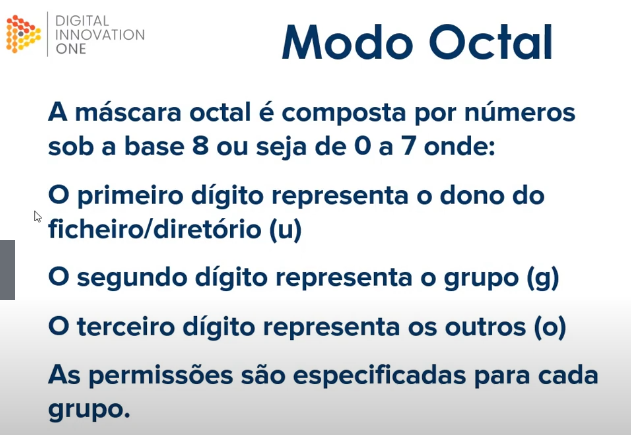 DIGITAL
INNOVATION
ONE
Modo Octal
A máscara octal é composta por números
sob a base 8 ou seja de 0 a 7 onde:
O primeiro dígito representa o dono do
ficheiro/diretório (u)
O segundo dígito representa o grupo (g)
O terceiro dígito representa os outros (o)
As permissões são especificadas para cada
grupo.